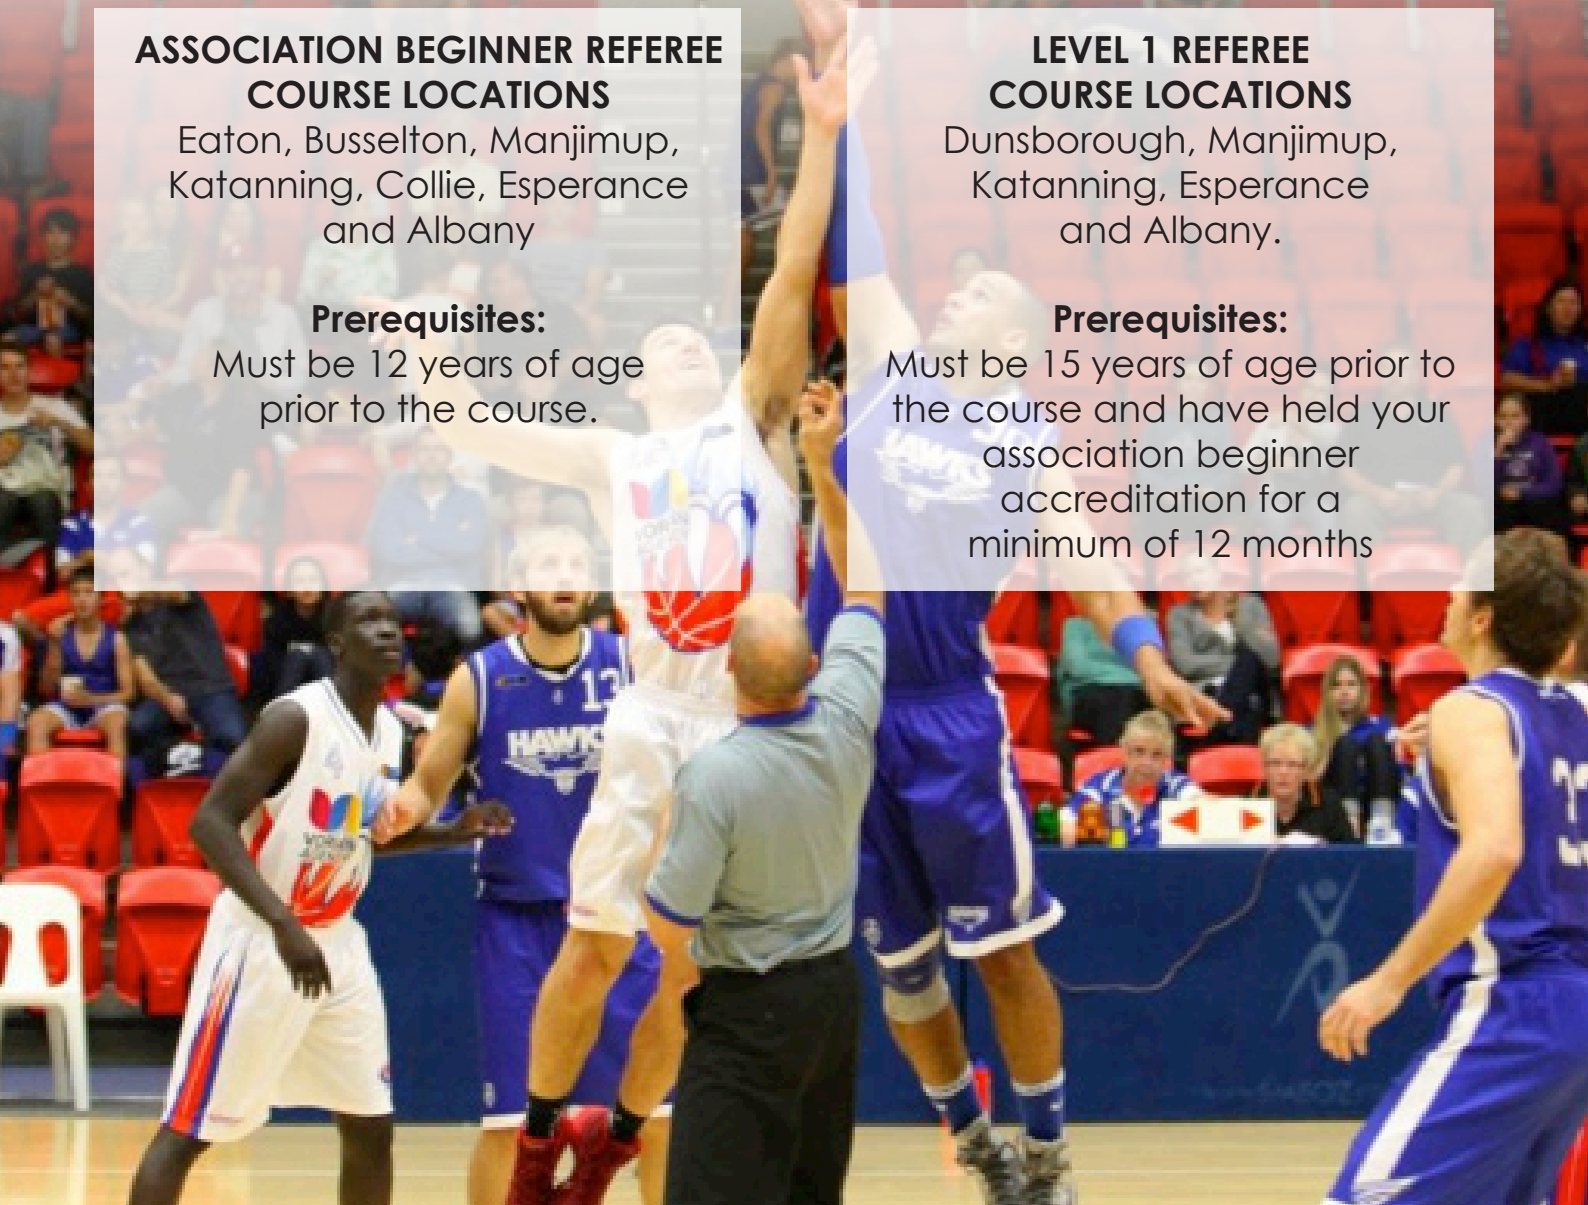 ASSOCIATION BEGINNER REFEREE
COURSE LOCATIONS
Eaton, Busselton, Manjimup,
Katanning, Collie, Esperance
and Albany
Prerequisites:
Must be 12 years of age
prior to the course.
LEVEL 1 REFEREE
COURSE LOCATIONS
Dunsborough, Manjimup,
Katanning, Esperance
and Albany.
Prerequisites:
Must be 15 years of age prior to
the course and have held your
association beginner
accreditation for a
minimum of 12 months
HAWKS
13
HAWKS
4